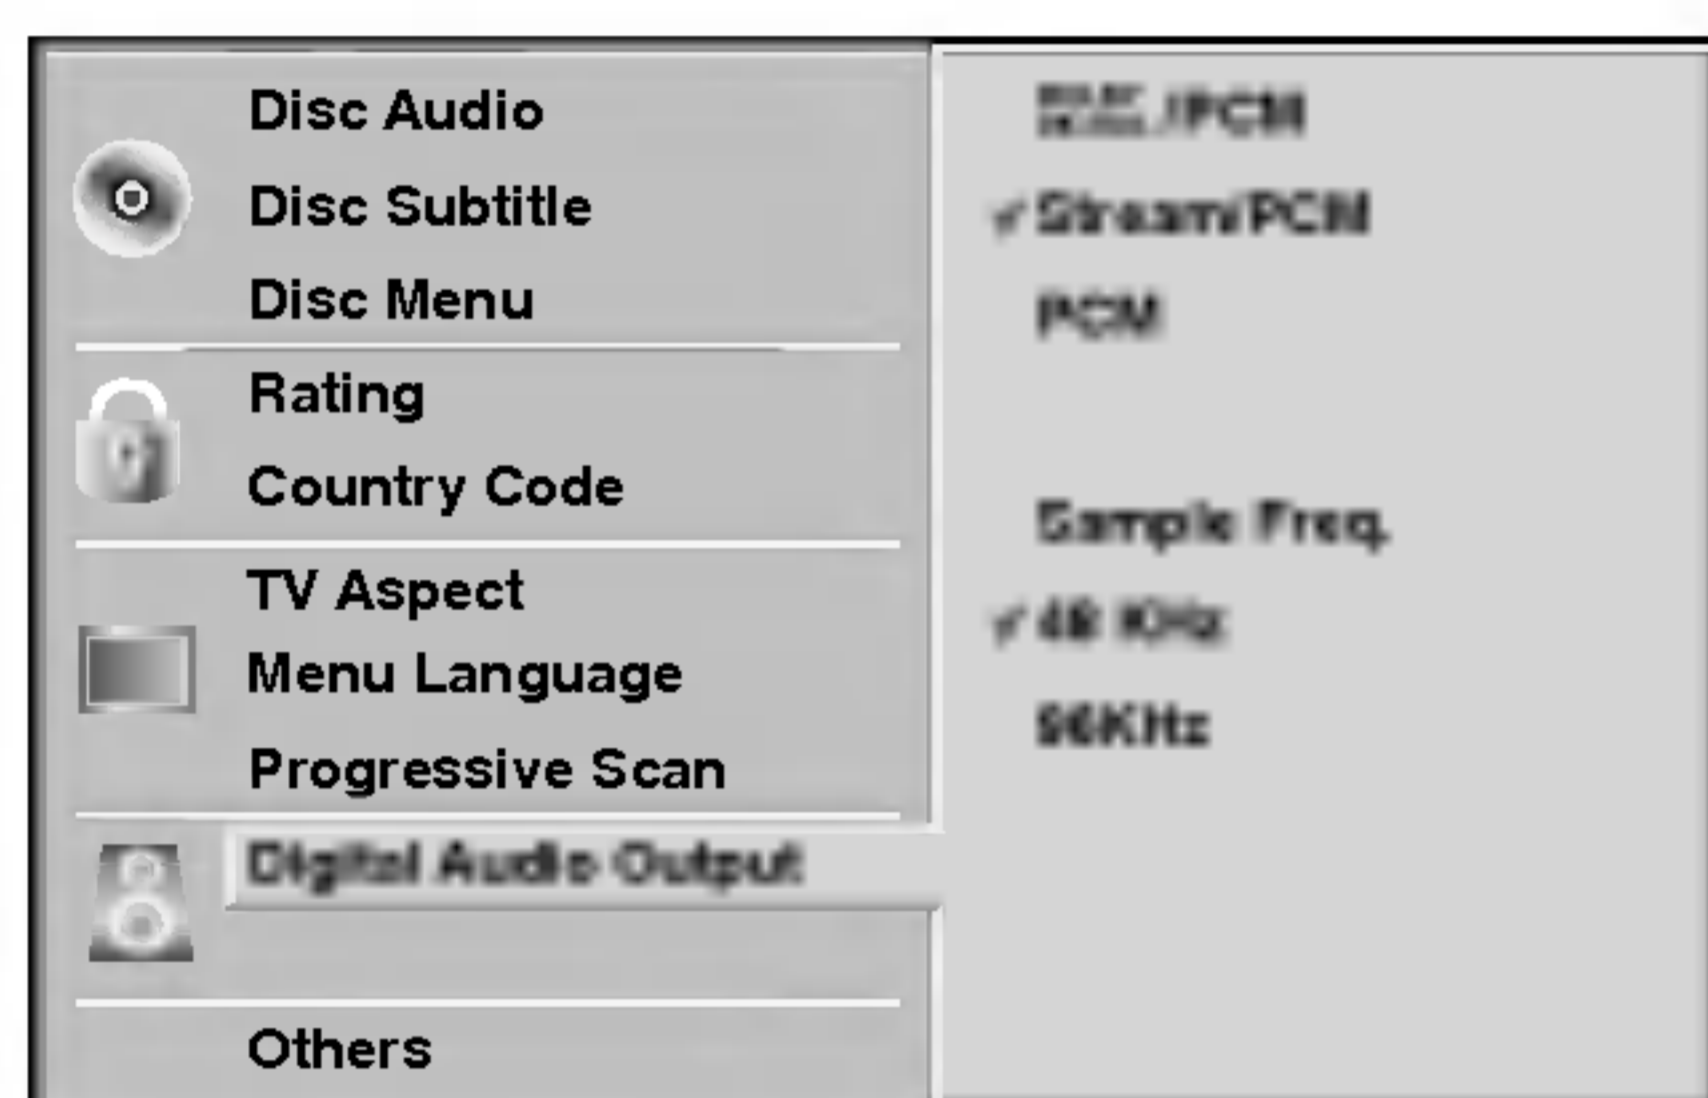 Disc Audio
Disc Subtitle
Disc Menu
Rating
Country Code
TV Aspect
Menu Language
Progressive Scan
Digital Audio Output
Others
/PCM
Stream/PCM
PCM
Sample Freq.
48 KHz
96KHz